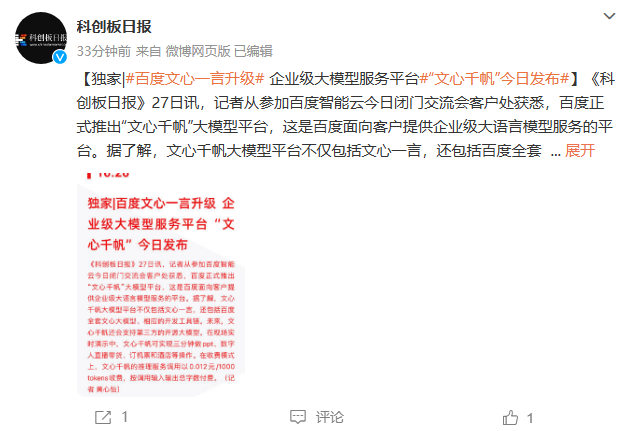 科创板日报
科创板日报
33分钟前 来自 微博网页版 已编辑
【独家|#百度文心一言升级# 企业级大模型服务平台#“文心千帆”今日发布#】《科
创板日报》27日讯，记者从参加百度智能云今日闭门交流会客户处获悉，百度正
式推出“文心千帆”大模型平台，这是百度面向客户提供企业级大语言模型服务的平
台。据了解，文心千帆大模型平台不仅包括文心一言，还包括百度全套 ... 展开
独家|百度文心一言升级 企
业级大模型服务平台“文
心千帆”今日发布
《科创板日报》27日讯，记者从参加百度智能
云今日闭门交流会客户处获悉，百度正式推出
“文心千帆”大模型平台，这是百度面向客户提
供企业级大语言模型服务的平台。据了解，文心
千帆大模型平台不仅包括文心一言，还包括百度
全套文心大模型、相应的开发工具链。未来，文
心千帆还会支持第三方的开源大模型。在现场实
时演示中，文心千帆可实现三分钟做ppt、数字
人直播带货、订机票和酒店等操作。在收费模式
上，文心千帆的推理服务调用以0.012元/1000
tokens收费，按调用输入输出总字数付费。（记
者 黄心怡）
1
评论
1